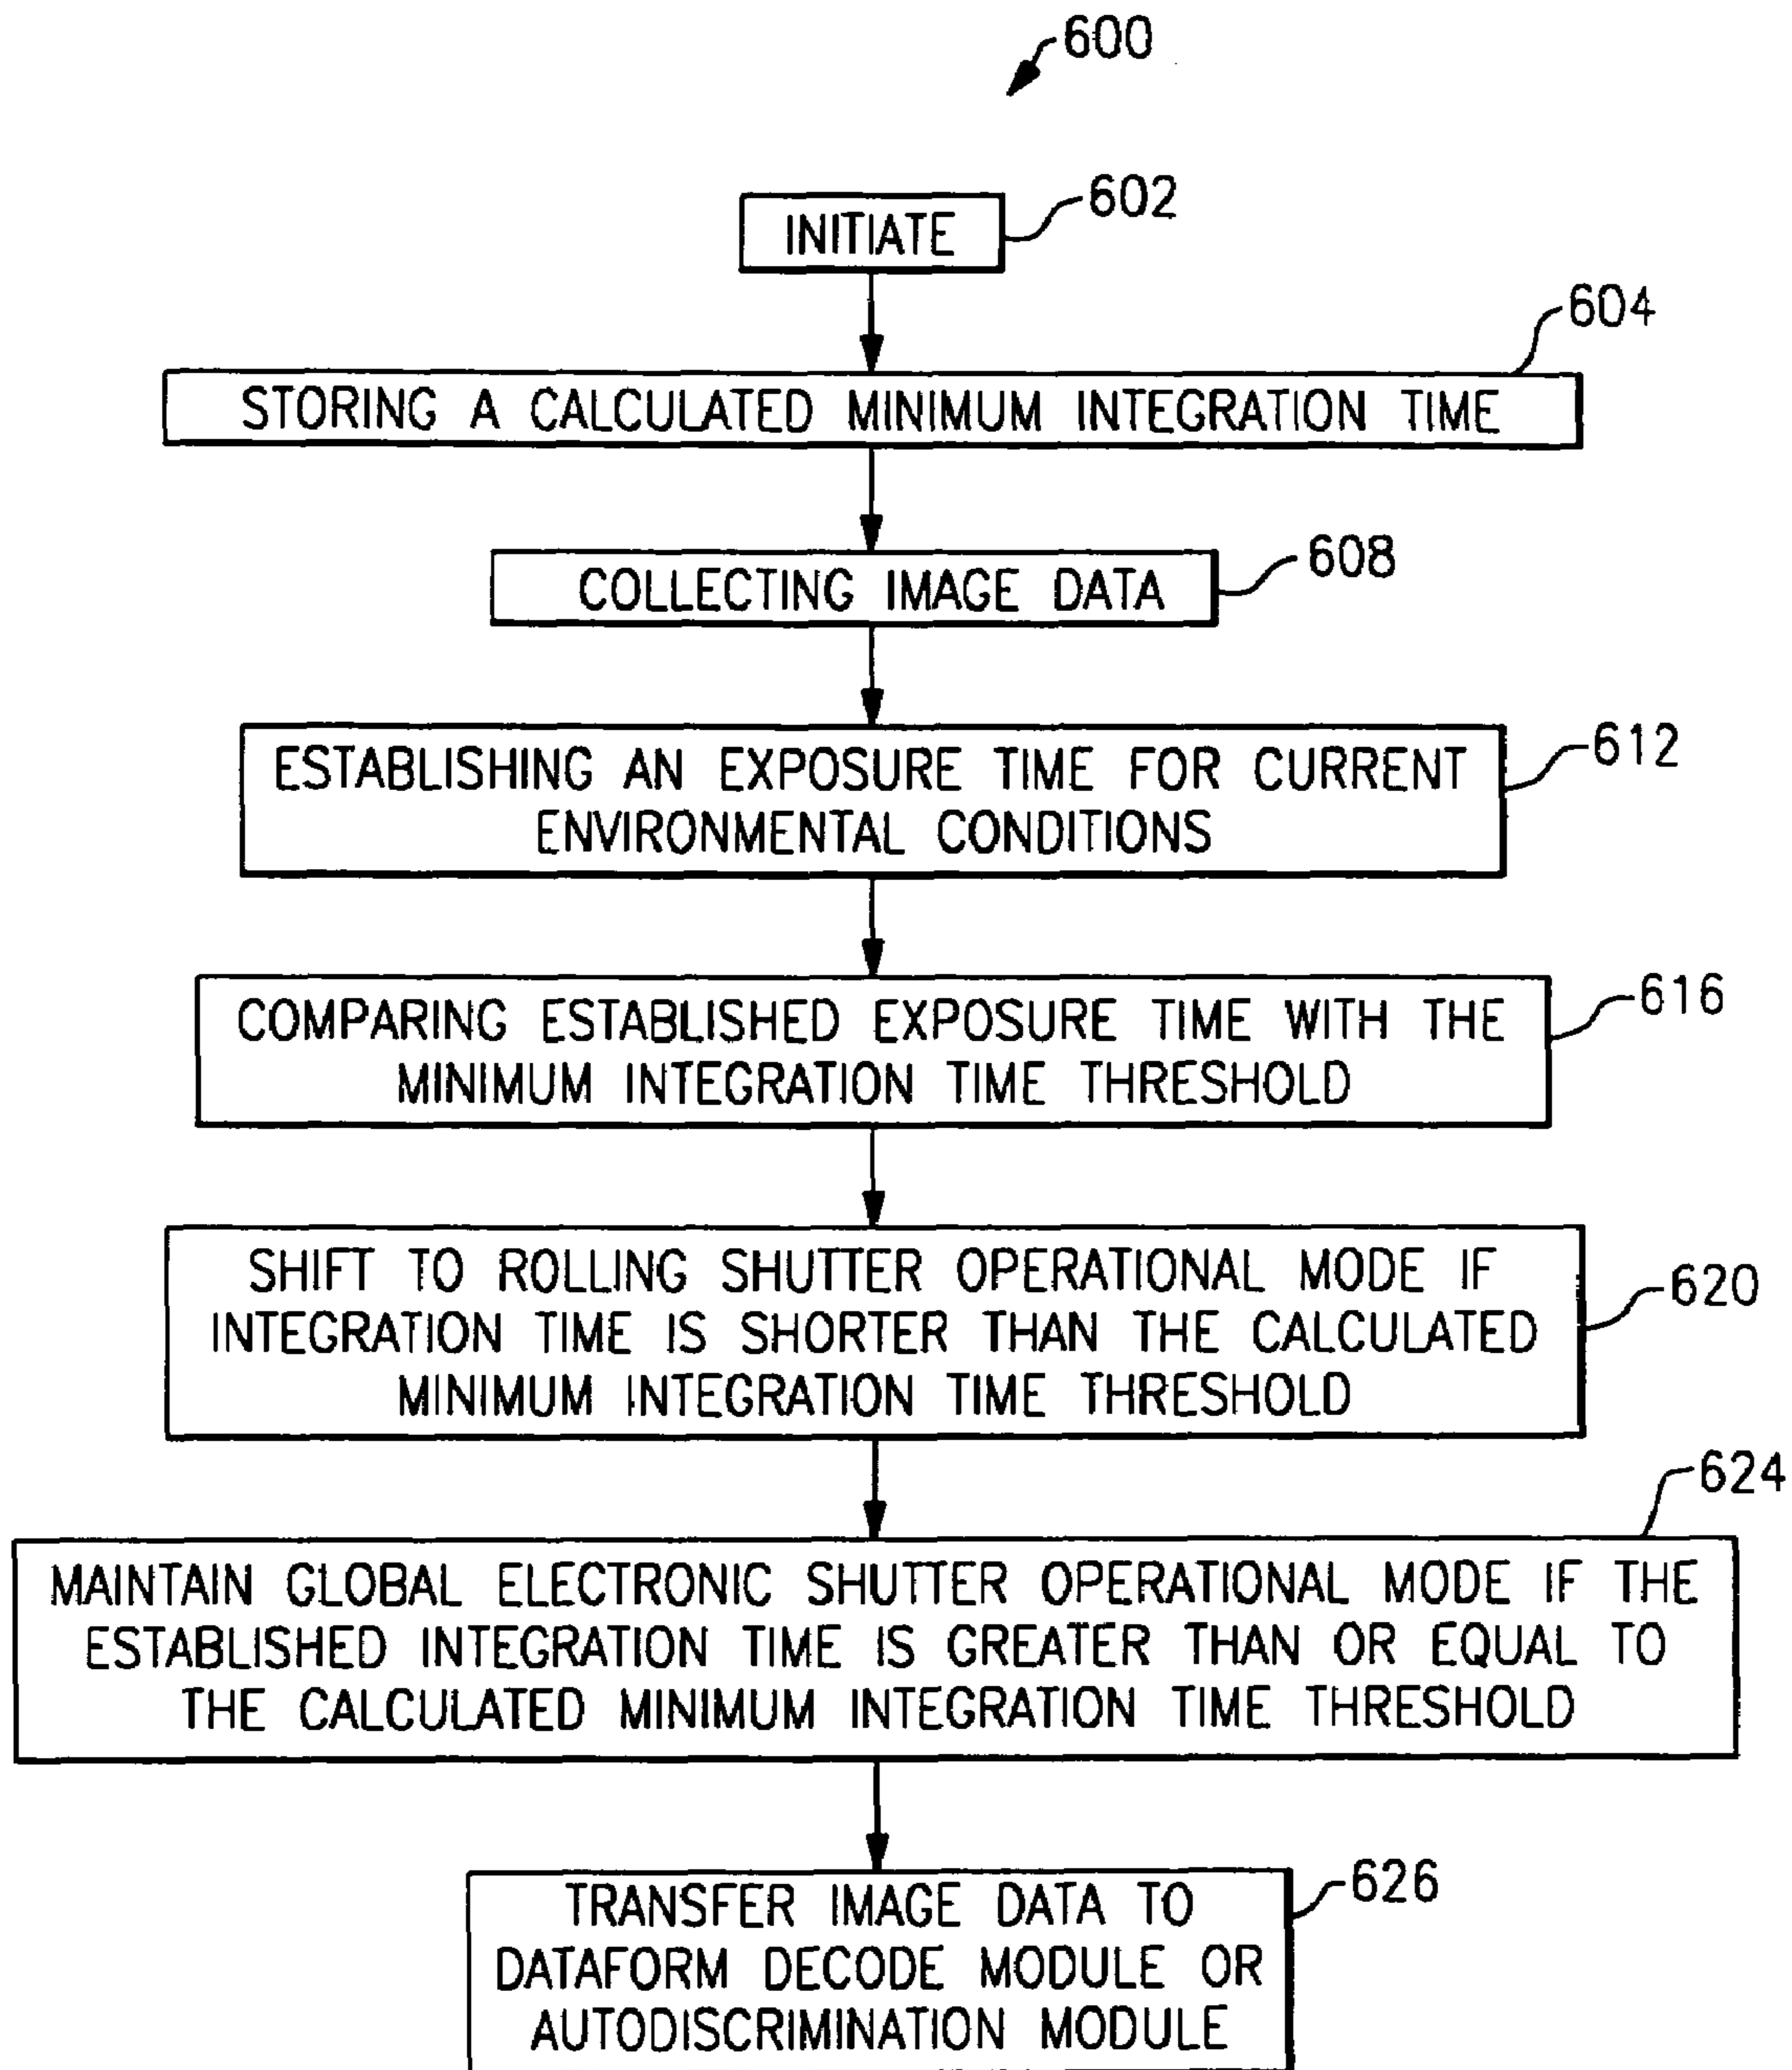 600
INITIATE
602
604
STORING A CALCULATED MINIMUM INTEGRATION TIME
COLLECTING IMAGE DATA
608
ESTABLISHING AN EXPOSURE TIME FOR CURRENT
ENVIRONMENTAL CONDITIONS
612
COMPARING ESTABLISHED EXPOSURE TIME WITH THE
MINIMUM INTEGRATION TIME THRESHOLD
616
SHIFT TO ROLLING SHUTTER OPERATIONAL MODE IF
INTEGRATION TIME IS SHORTER THAN THE CALCULATED
MINIMUM INTEGRATION TIME THRESHOLD
620
624
MAINTAIN GLOBAL ELECTRONIC SHUTTER OPERATIONAL MODE IF THE
ESTABLISHED INTEGRATION TIME IS GREATER THAN OR EQUAL TO
THE CALCULATED MINIMUM INTEGRATION TIME THRESHOLD
TRANSFER IMAGE DATA TO
DATAFORM DECODE MODULE OR
AUTODISCRIMINATION MODULE
626